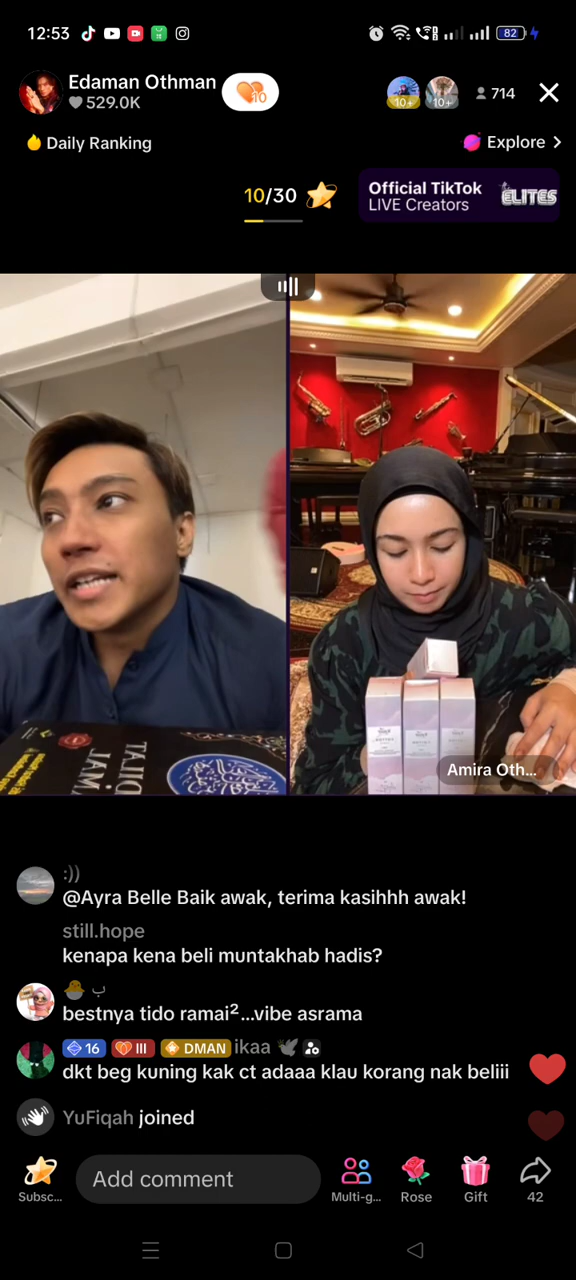 12:53
82
Edaman Othman
529.0K
10
10+
10+
714
Daily Ranking
Explore >
10/30
Official TikTok
LIVE Creators
ELITES
Amira Oth...
:))
@Ayra Belle Baik awak, terima kasihhh awak!
still.hope
kenapa kena beli muntakhab hadis?
🐣 ب
bestnya tido ramai²...vibe asrama
16 III DMAN ikaa 🕊
dkt beg kuning kak ct adaaa klau korang nak beliii
YuFiqah joined
Add comment
Subsc...
Multi-g...
Rose
Gift
42